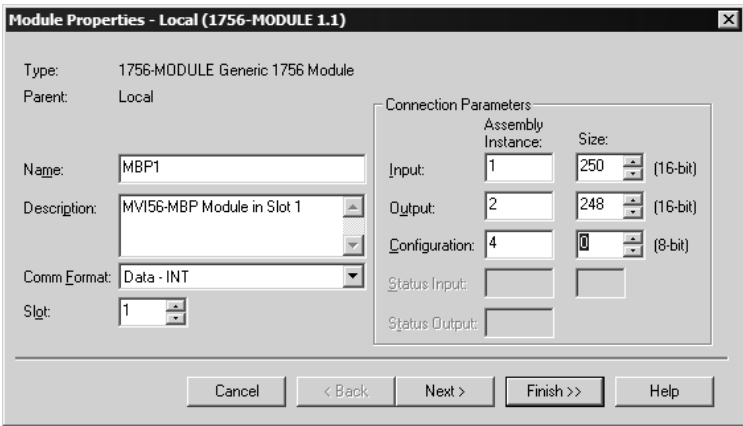 Module Properties - Local (1756-MODULE 1.1)
Type: 1756-MODULE Generic 1756 Module
Parent: Local
Name: MBP1
Description: MVI56-MBP Module in Slot 1
Comm Format: Data - INT
Slot: 1
Connection Parameters
Assembly
Instance: Size:
Input: 1 250 (16-bit)
Output: 2 248 (16-bit)
Configuration: 4 0 (8-bit)
Status Input:
Status Output:
Cancel < Back Next > Finish >> Help